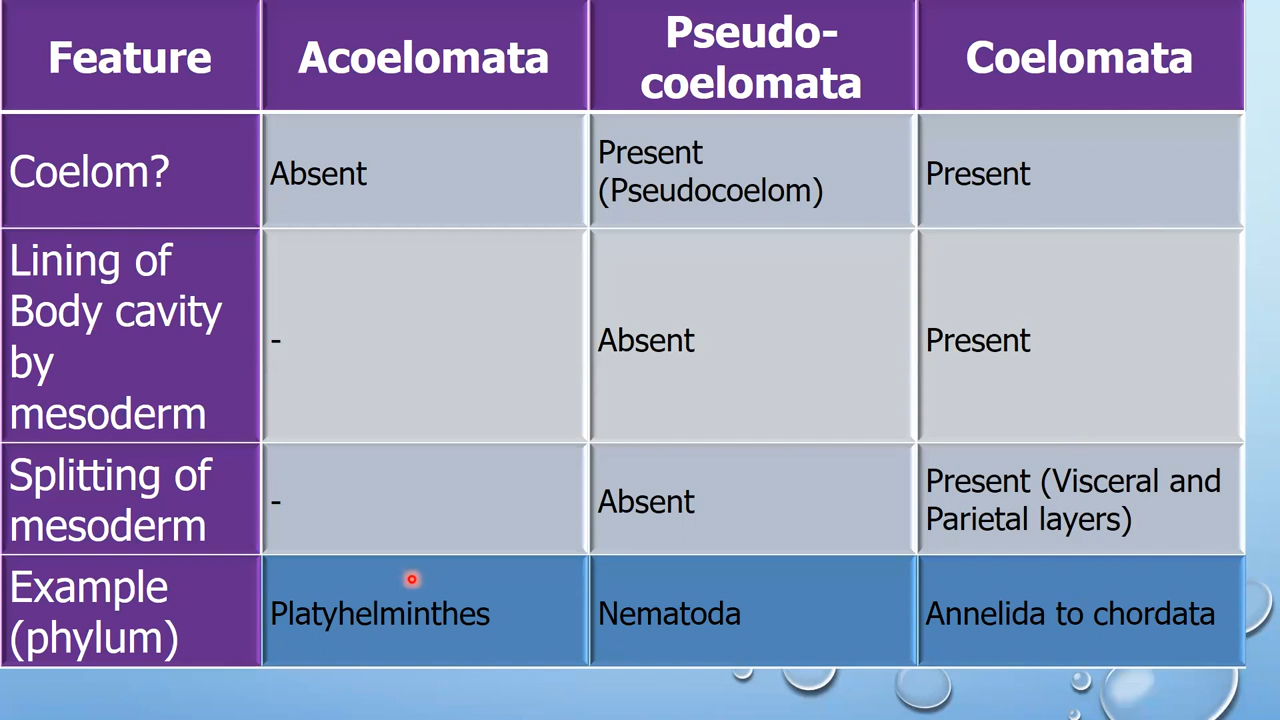 Feature
Acoelomata
Pseudo-
coelomata
Coelomata
Coelom?
Absent
Present
(Pseudocoelom)
Present
Lining of
Body cavity
by
mesoderm
-
Absent
Present
Splitting of
mesoderm
-
Absent
Present (Visceral and
Parietal layers)
Example
(phylum)
Platyhelminthes
Nematoda
Annelida to chordata